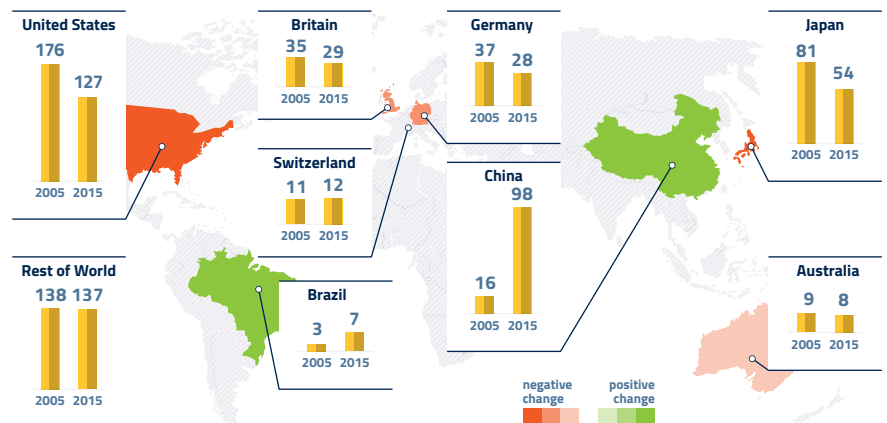 United States
176
127
2005 2015
Britain
35
29
2005 2015
Germany
37
28
2005 2015
Japan
81
54
2005 2015
Switzerland
11
12
2005 2015
China
16
98
2005 2015
Rest of World
138 137
2005 2015
Brazil
3
7
2005 2015
Australia
9
8
2005 2015
negative
change
positive
change